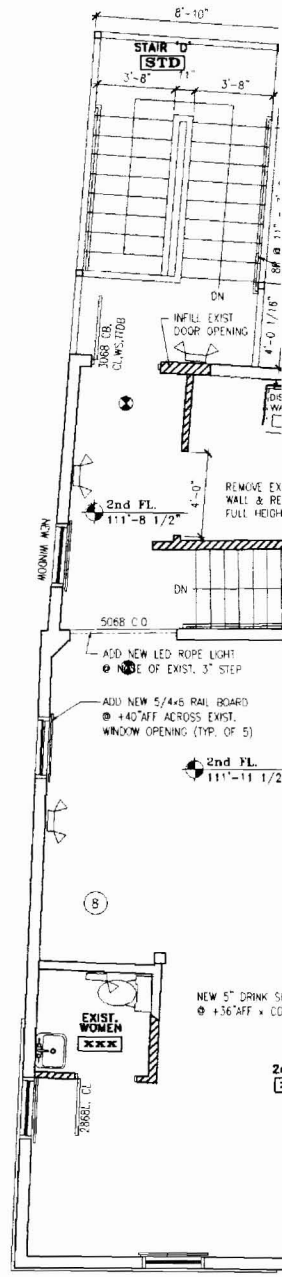 8'-10"
STAIR "D"
STD
3'-8"
11"
3'-8"
DN
INFILL EXIST
DOOR OPENING
4'-0 1/16"
3068 CB.
CL,WS,TTDB
4'-0"
REMOVE EX
WALL & RE
FULL HEIGH
2nd FL.
111'-8 1/2"
NEW WINDOW
DN
5068 C.O
ADD NEW LED ROPE LIGHT
@ NOSE OF EXIST. 3" STEP
ADD NEW 5/4x6 RAIL BOARD
@ +40"AFF ACROSS EXIST.
WINDOW OPENING (TYP. OF 5)
2nd FL.
111'-11 1/2
8
NEW 5" DRINK S
@ +36"AFF x CO
EXIST.
WOMEN
XXX
2868L, CL